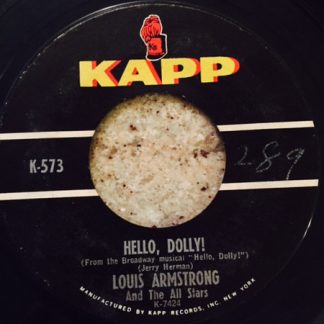 KAPP
K-573
289
HELLO, DOLLY!
(From the Broadway musical "Hello, Dolly!")
(Jerry Herman)
LOUIS ARMSTRONG
And The All Stars
K-7424
MANUFACTURED BY KAPP RECORDS, INC. NEW YORK